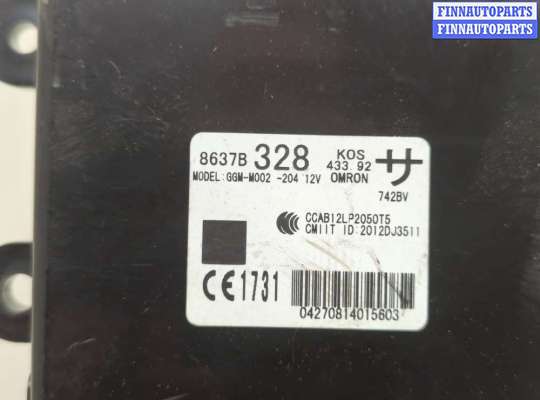 FINNAUTOPARTS
FINNAUTOPARTS
8637B 328 KOS 433.92 サ
MODEL:GGM-M002 -204 12V OMRON
742BV
CCAB12LP2050T5
CMIIT ID:2012DJ3511
CE1731
04270814015603